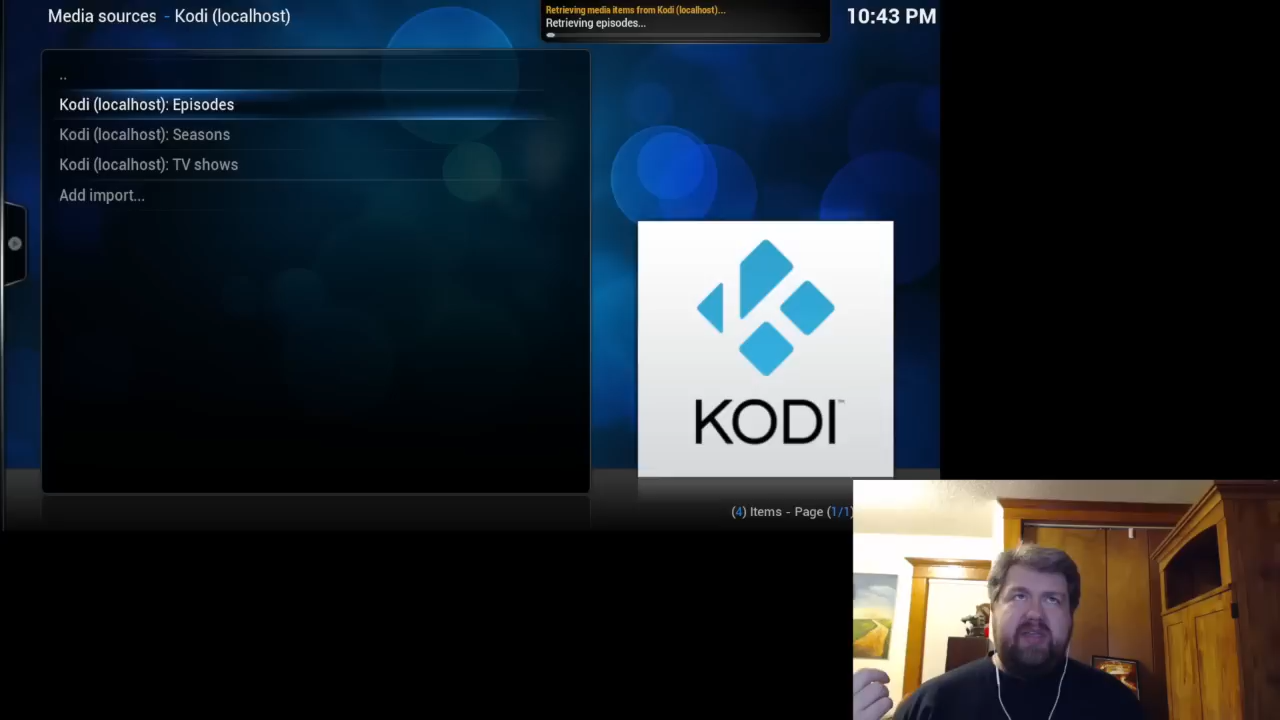 Media sources - Kodi (localhost)
Retrieving media items from Kodi (localhost)...
Retrieving episodes...
10:43 PM
..
Kodi (localhost): Episodes
Kodi (localhost): Seasons
Kodi (localhost): TV shows
Add import...
KODI™
(4) Items - Page (1/1)